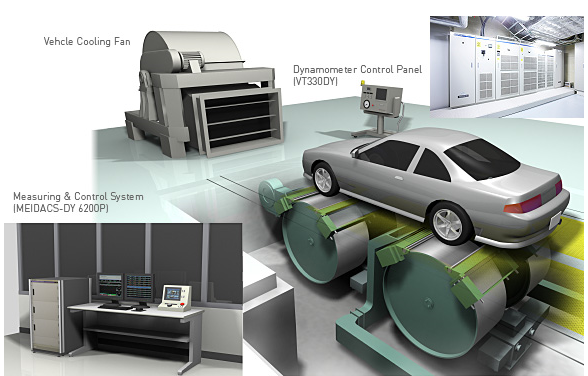 Vehcle Cooling Fan
Dynamometer Control Panel
(VT330DY)
Measuring & Control System
(MEIDACS-DY 6200P)